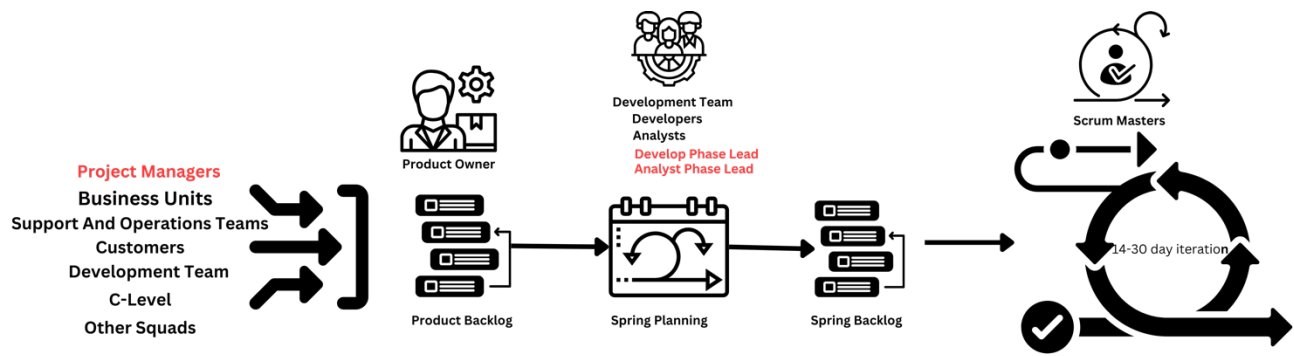 Project Managers
Business Units
Support And Operations Teams
Customers
Development Team
C-Level
Other Squads
Product Owner
Product Backlog
Development Team
Developers
Analysts
Develop Phase Lead
Analyst Phase Lead
Spring Planning
Spring Backlog
Scrum Masters
14-30 day iteration